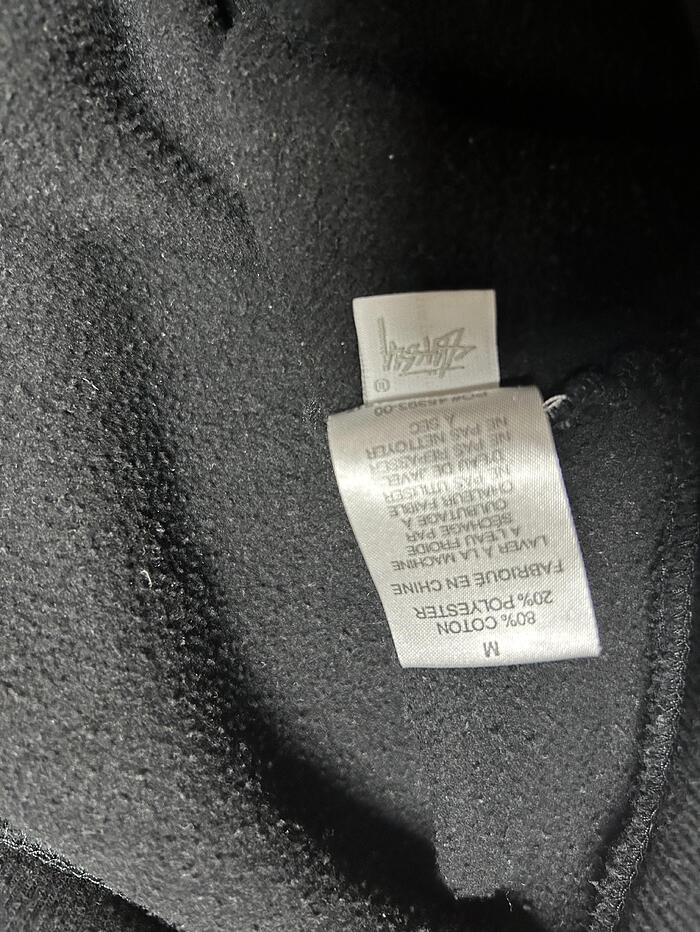 M
80% COTON
20% POLYESTER
FABRIQUE EN CHINE
LAVER À LA MACHINE
A L'EAU FROIDE
SECHAGE PAR
CULBUTAGE À
CHALEUR FAIBLE
NE PAS UTILISER
D'EAU DE JAVEL
NE PAS REPASSER
NE PAS NETTOYER
À SEC
®
Stüssy